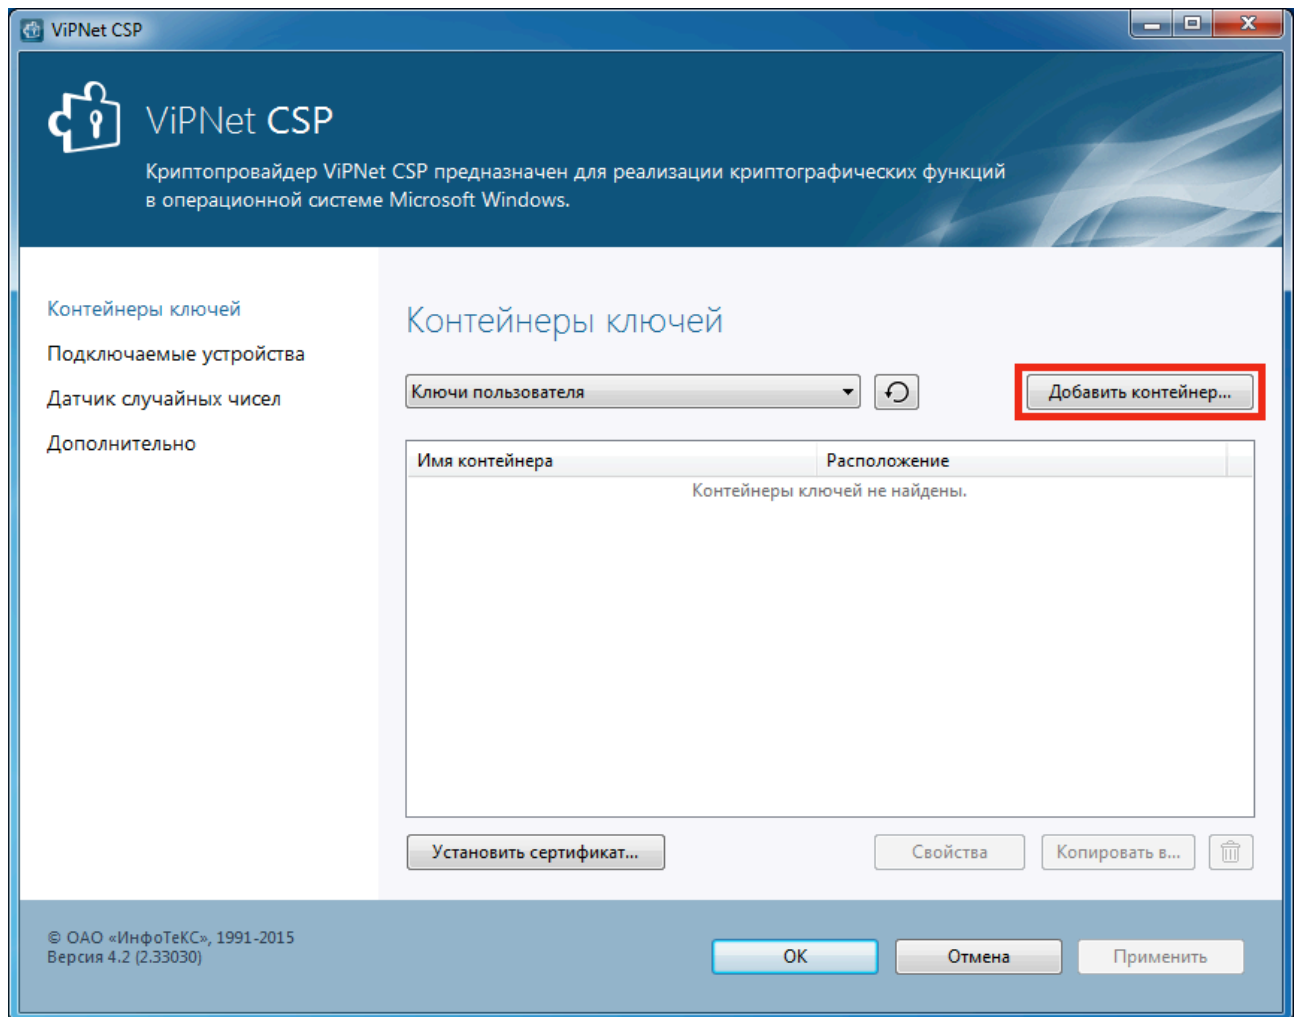 ViPNet CSP
ViPNet CSP
Криптопровайдер ViPNet CSP предназначен для реализации криптографических функций
в операционной системе Microsoft Windows.
Контейнеры ключей
Подключаемые устройства
Датчик случайных чисел
Дополнительно
Контейнеры ключей
Ключи пользователя
Добавить контейнер...
Имя контейнера
Расположение
Контейнеры ключей не найдены.
Установить сертификат...
Свойства
Копировать в...
© ОАО «ИнфоТеКС», 1991-2015
Версия 4.2 (2.33030)
ОК
Отмена
Применить